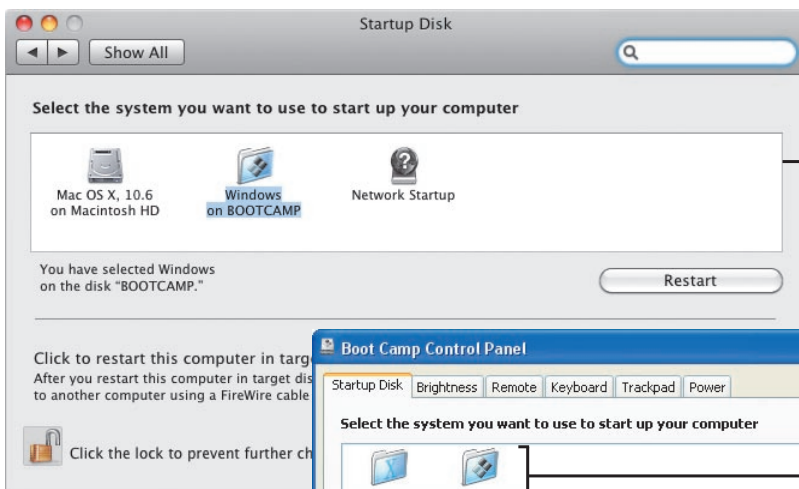 Startup Disk
Show All
Select the system you want to use to start up your computer
Mac OS X, 10.6
on Macintosh HD
Windows
on BOOTCAMP
Network Startup
You have selected Windows
on the disk “BOOTCAMP.”
Restart
Click to restart this computer in targ
After you restart this computer in target dis
to another computer using a FireWire cable
Click the lock to prevent further ch
Boot Camp Control Panel
Startup Disk Brightness Remote Keyboard Trackpad Power
Select the system you want to use to start up your computer